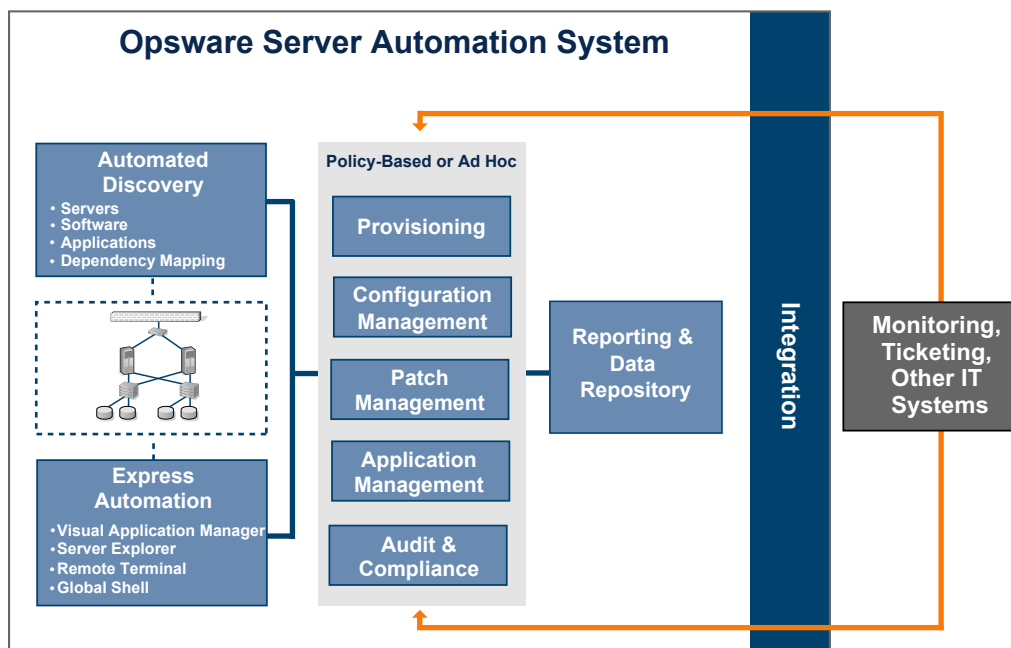 Opsware Server Automation System
Automated
Discovery
• Servers
• Software
• Applications
• Dependency Mapping
Express
Automation
• Visual Application Manager
• Server Explorer
• Remote Terminal
• Global Shell
Policy-Based or Ad Hoc
Provisioning
Configuration
Management
Patch
Management
Application
Management
Audit &
Compliance
Reporting &
Data
Repository
Integration
Monitoring,
Ticketing,
Other IT
Systems